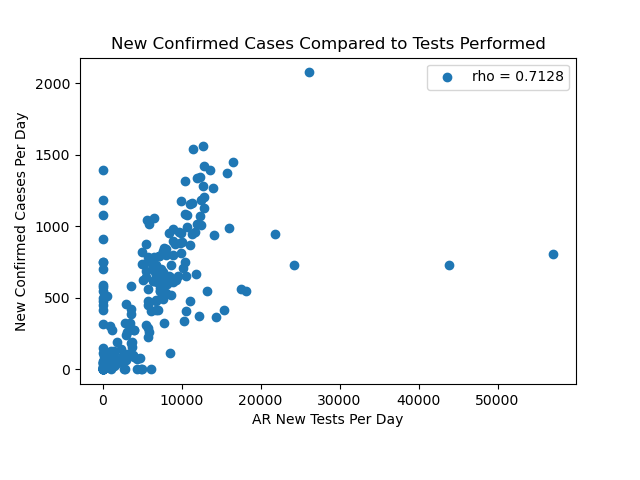 New Confirmed Cases Compared to Tests Performed
rho = 0.7128
2000
1500
1000
500
0
New Confirmed Caeses Per Day
0 10000 20000 30000 40000 50000
AR New Tests Per Day